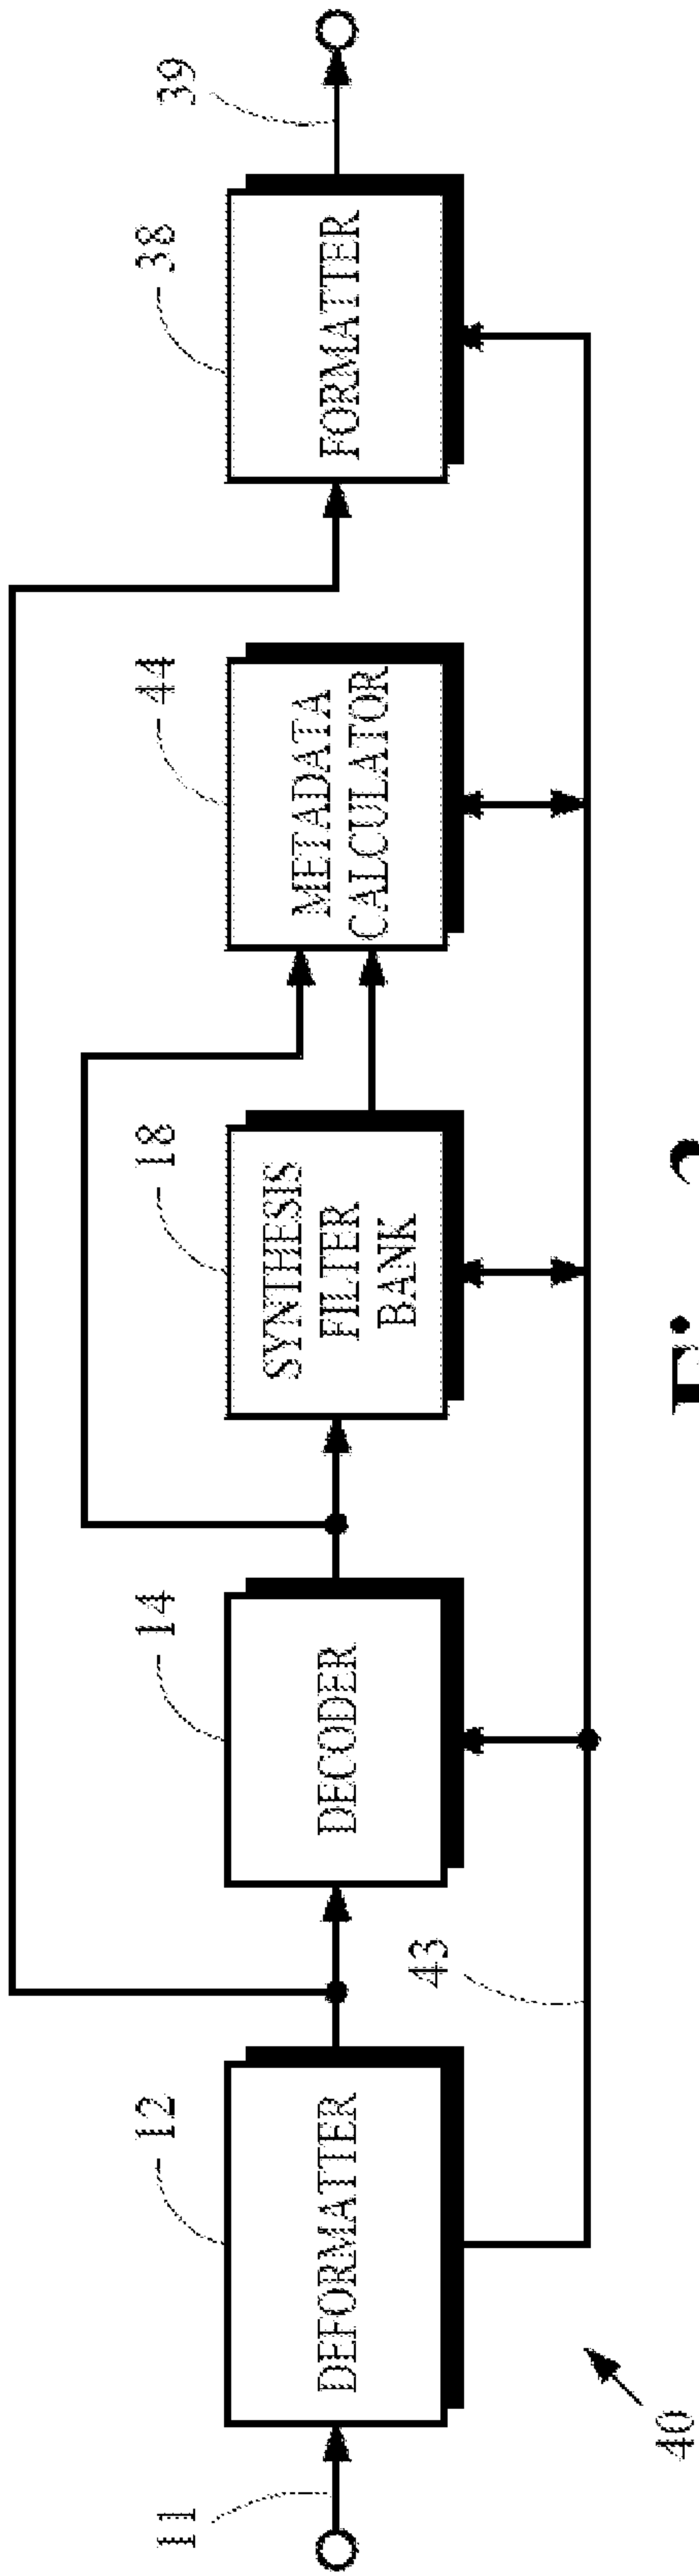 11
DEFORMATTER
12
43
DECODER
14
SYNTHESIS
FILTER
BANK
18
METADATA
CALCULATOR
44
FORMATTER
38
39
40